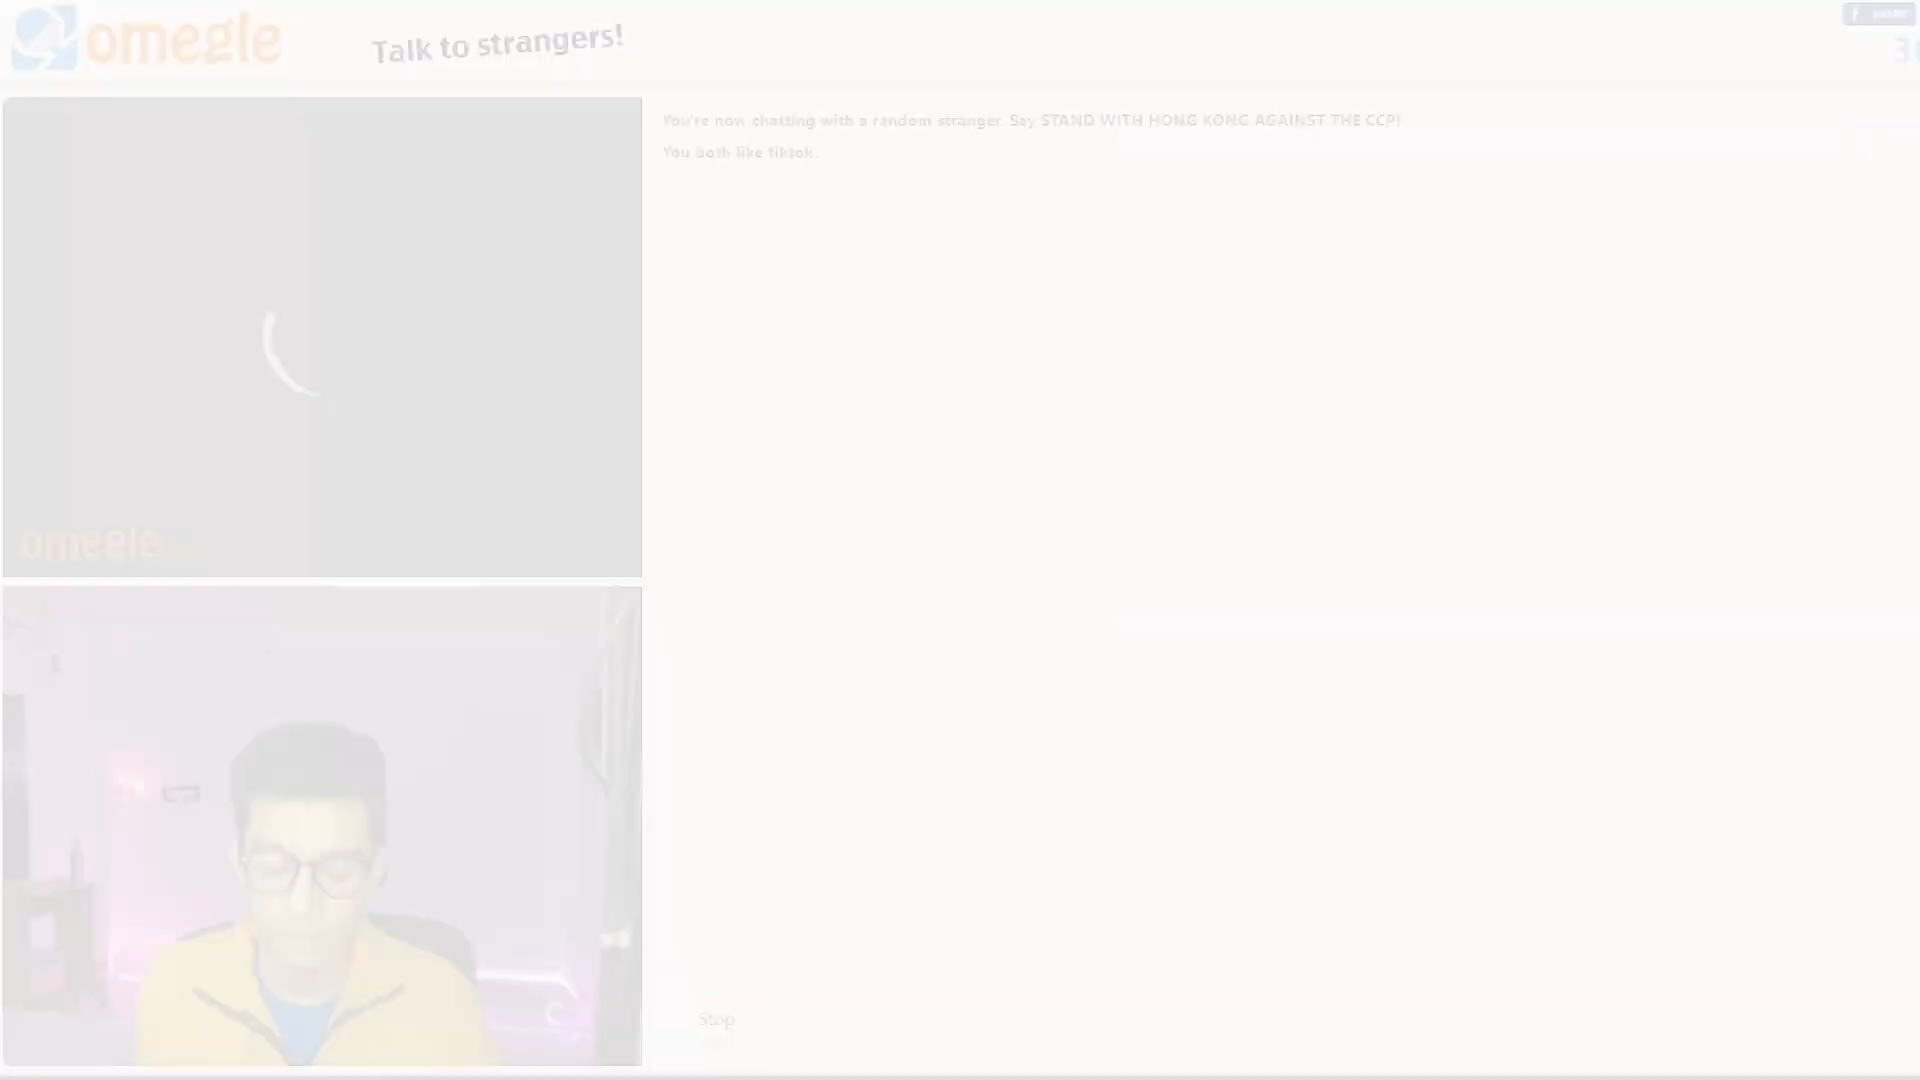 omegle
Talk to strangers!
You're now chatting with a random stranger. Say STAND WITH HONG KONG AGAINST THE CCP!
You both like tiktok.
omegle
Stop